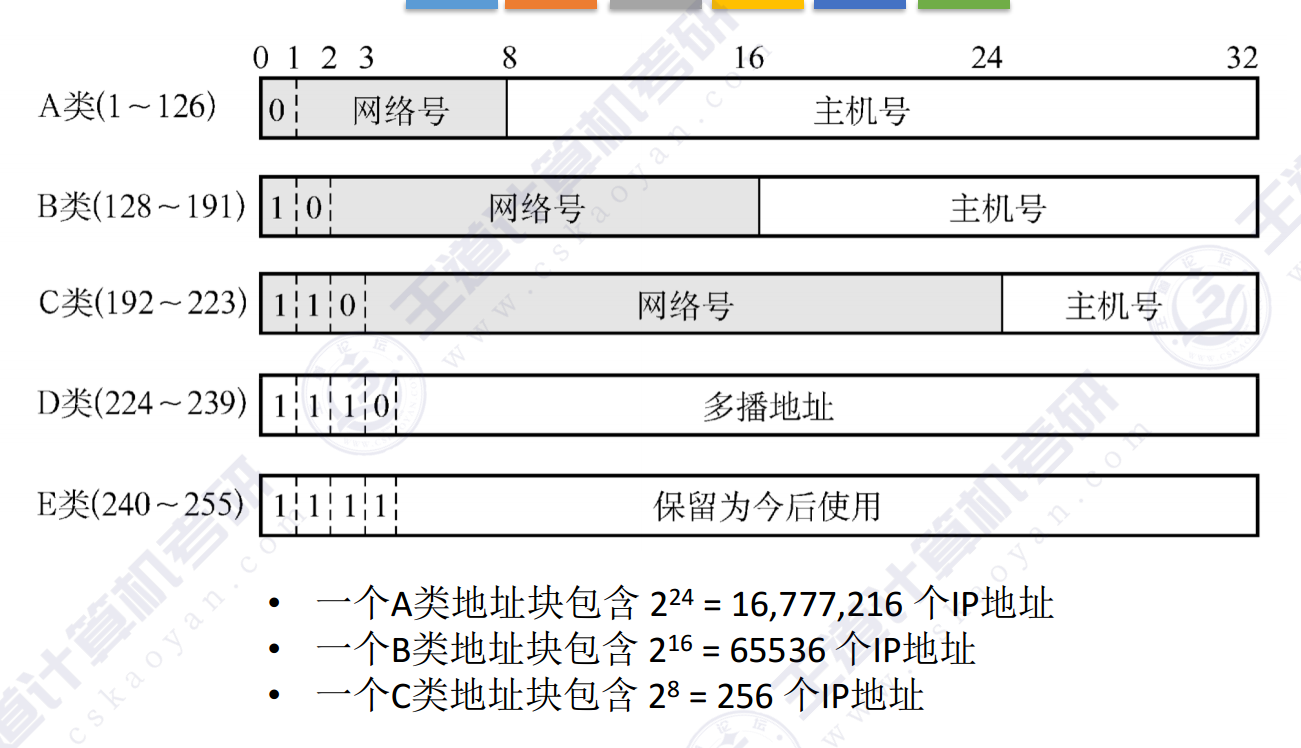 0 1 2 3 8 16 24 32
A类(1～126) 0 网络号 主机号
B类(128～191) 1 0 网络号 主机号
C类(192～223) 1 1 0 网络号 主机号
D类(224～239) 1 1 1 0 多播地址
E类(240～255) 1 1 1 1 保留为今后使用
• 一个A类地址块包含 2²⁴ = 16,777,216 个IP地址
• 一个B类地址块包含 2¹⁶ = 65536 个IP地址
• 一个C类地址块包含 2⁸ = 256 个IP地址
王道计算机考研
www.cskaoyan.com